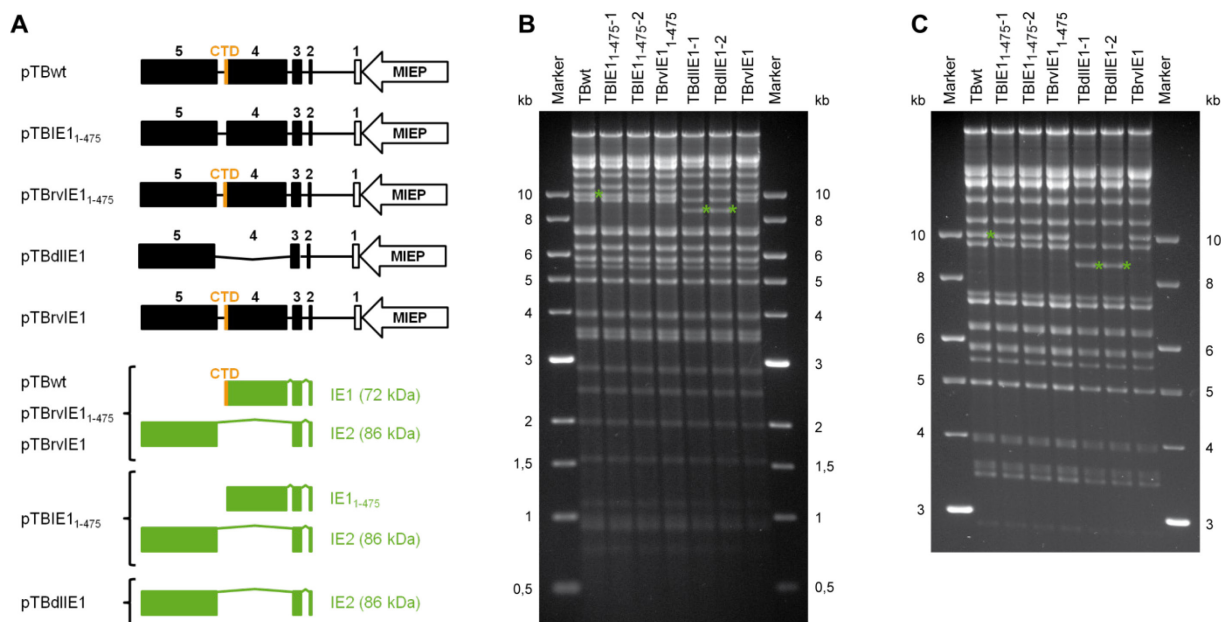 A
5 CTD 4 3 2 1
pTBwt MIEP
5 4 3 2 1
pTBIE1₁₋₄₇₅ MIEP
5 CTD 4 3 2 1
pTBrvIE1₁₋₄₇₅ MIEP
5 4 3 2 1
pTBdlIE1 MIEP
5 CTD 4 3 2 1
pTBrvIE1 MIEP
CTD
pTBwt
pTBrvIE1₁₋₄₇₅
pTBrvIE1
IE1 (72 kDa)
IE2 (86 kDa)
pTBIE1₁₋₄₇₅
IE1₁₋₄₇₅
IE2 (86 kDa)
pTBdlIE1
IE2 (86 kDa)
B
kb
Marker
TBwt
TBIE1₁₋₄₇₅-1
TBIE1₁₋₄₇₅-2
TBrvIE1₁₋₄₇₅
TBdlIE1-1
TBdlIE1-2
TBrvIE1
Marker
kb
10
8
6
5
4
3
2
1,5
1
0,5
*
* *
10
8
6
5
4
3
2
1,5
1
0,5
C
kb
Marker
TBwt
TBIE1₁₋₄₇₅-1
TBIE1₁₋₄₇₅-2
TBrvIE1₁₋₄₇₅
TBdlIE1-1
TBdlIE1-2
TBrvIE1
Marker
kb
10
8
6
5
4
3
*
* *
10
8
6
5
4
3